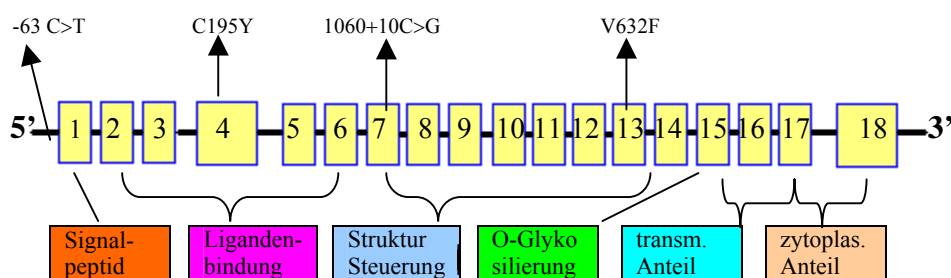 -63 C>T C195Y 1060+10C>G V632F
5’ 1 2 3 4 5 6 7 8 9 10 11 12 13 14 15 16 17 18 3’
Signal- Liganden- Struktur O-Glyko transm. zytoplas.
peptid bindung Steuerung silierung Anteil Anteil